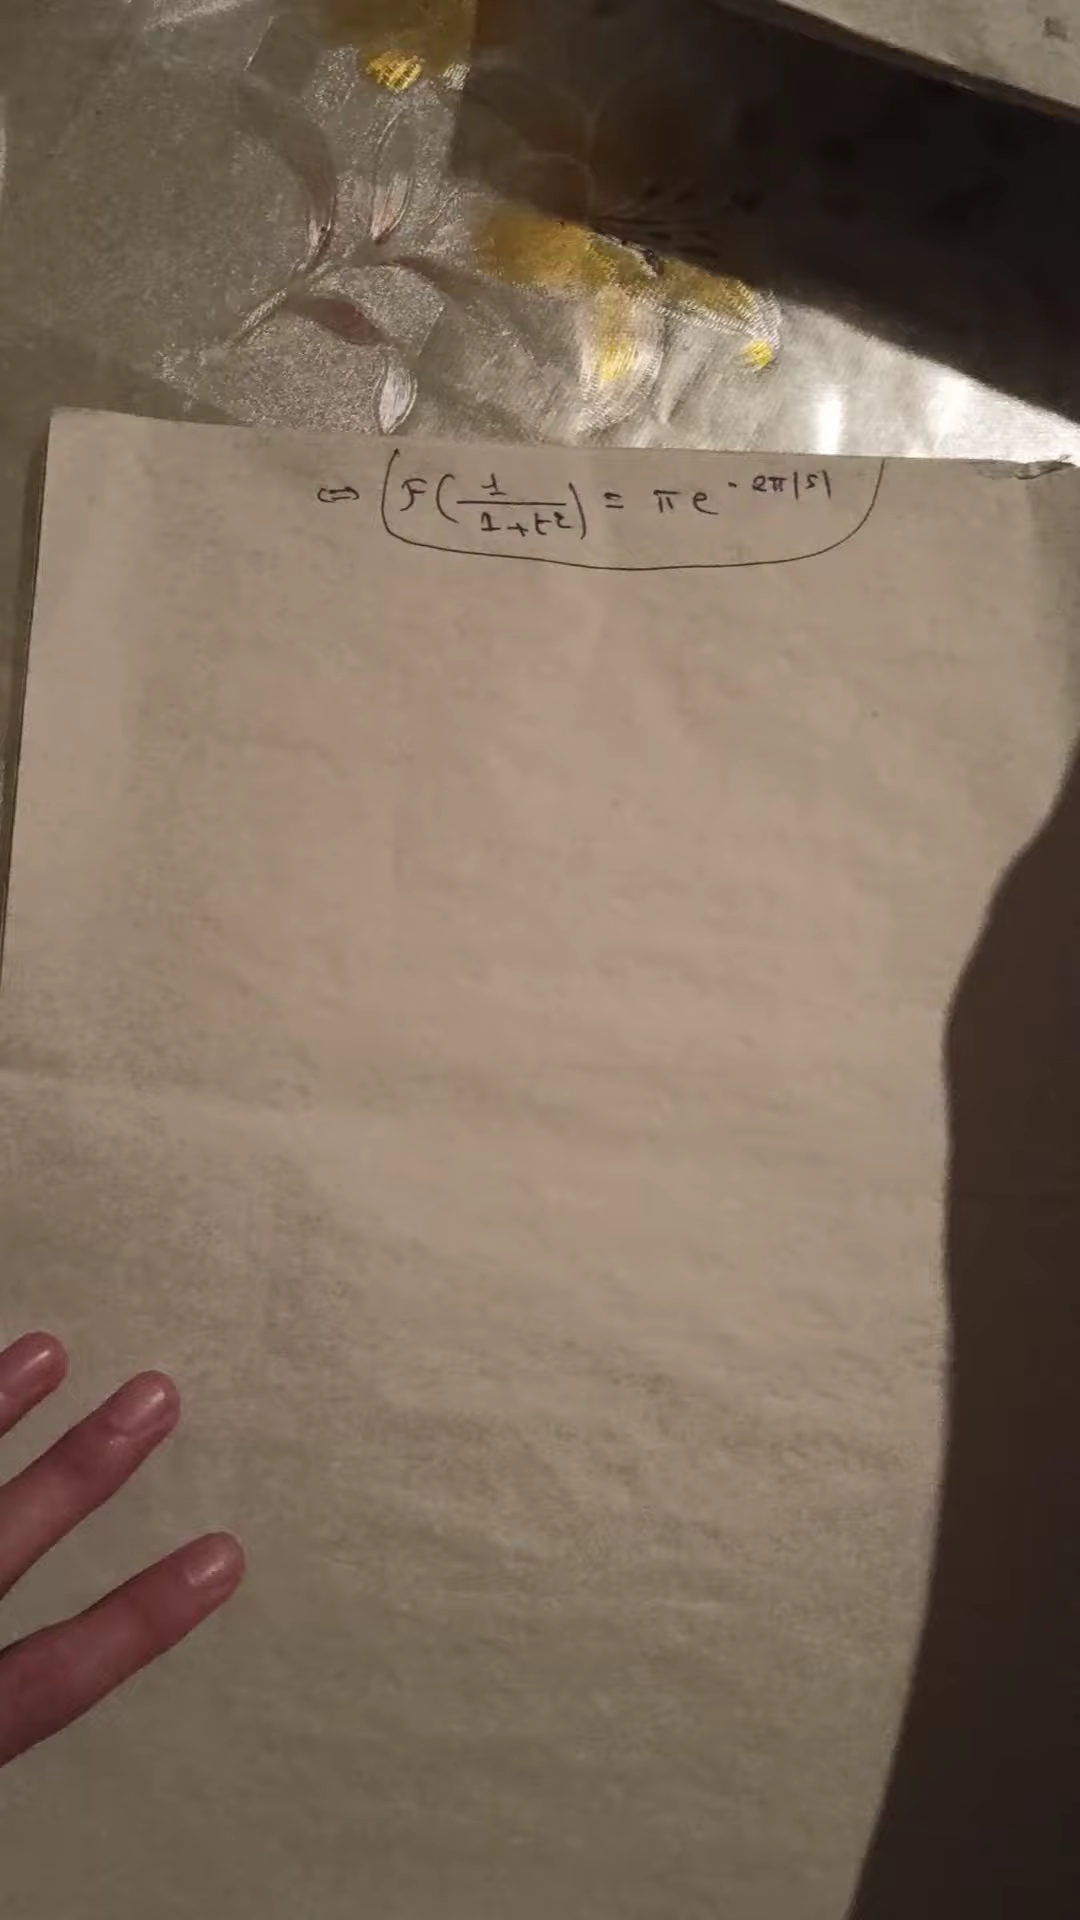 ⇔ F(1/(1+t²)) = π e^(-2π|s|)